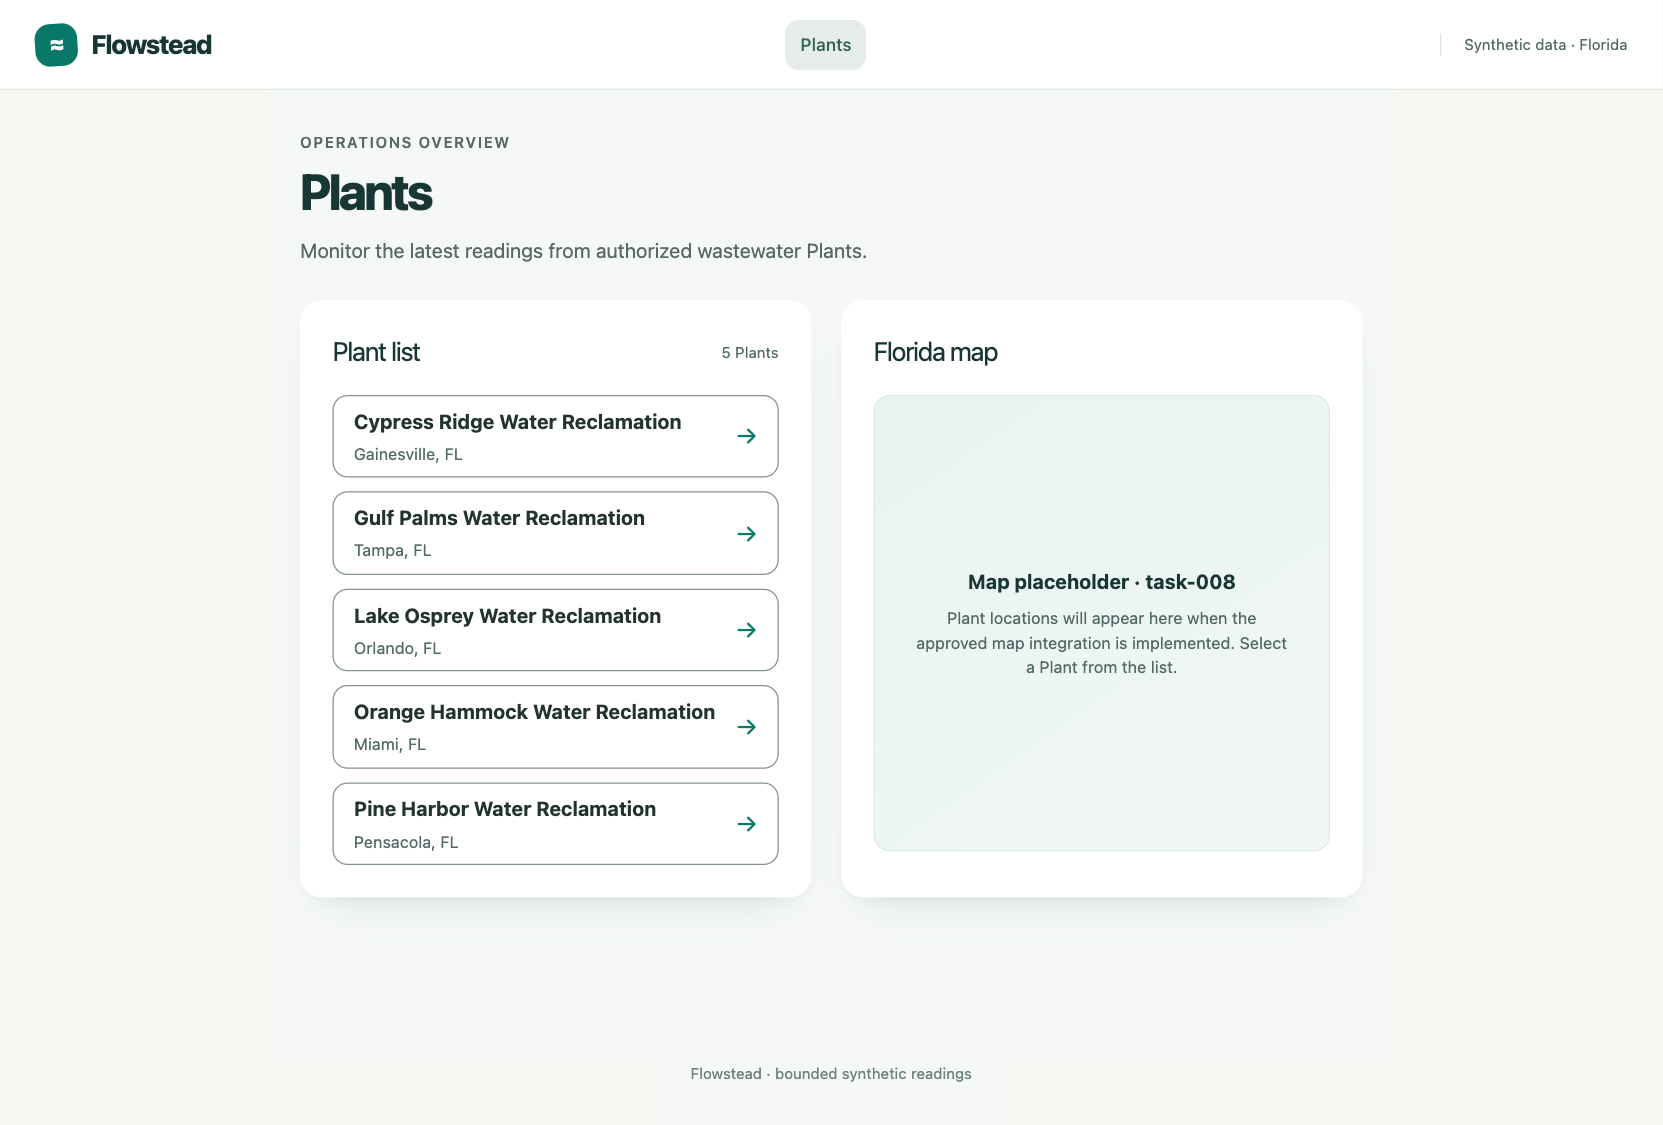 Flowstead
Plants
Synthetic data · Florida
OPERATIONS OVERVIEW
Plants
Monitor the latest readings from authorized wastewater Plants.
Plant list
5 Plants
Cypress Ridge Water Reclamation
Gainesville, FL
Gulf Palms Water Reclamation
Tampa, FL
Lake Osprey Water Reclamation
Orlando, FL
Orange Hammock Water Reclamation
Miami, FL
Pine Harbor Water Reclamation
Pensacola, FL
Florida map
Map placeholder · task-008
Plant locations will appear here when the
approved map integration is implemented. Select
a Plant from the list.
Flowstead · bounded synthetic readings